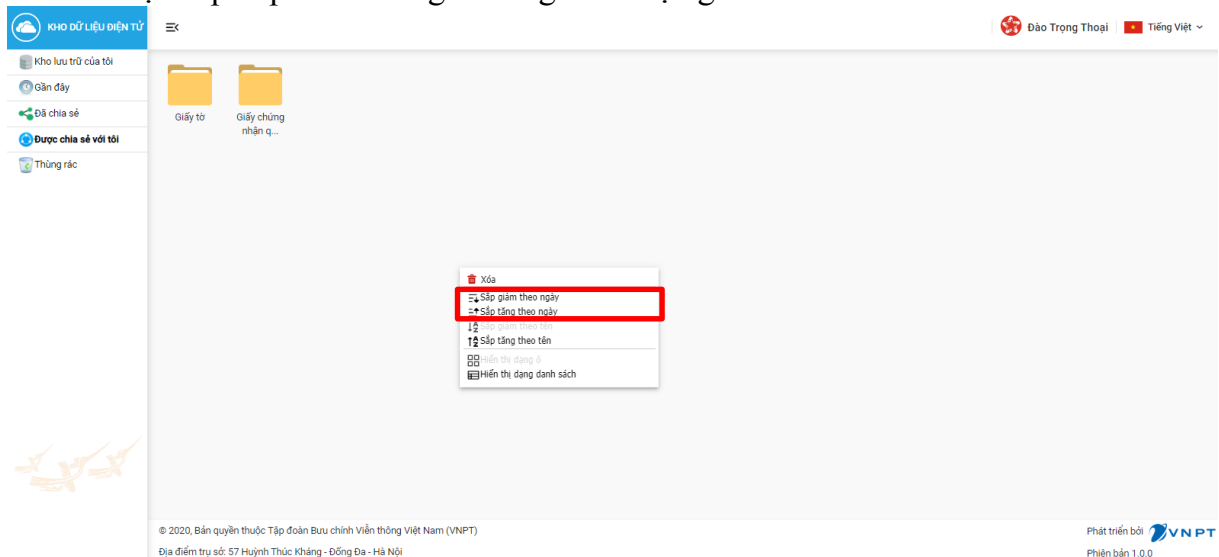 KHO DỮ LIỆU ĐIỆN TỬ
Đào Trọng Thoại
Tiếng Việt
Kho lưu trữ của tôi
Gần đây
Đã chia sẻ
Được chia sẻ với tôi
Thùng rác
Giấy tờ
Giấy chứng
nhận q...
Xóa
Sắp giảm theo ngày
Sắp tăng theo ngày
Sắp giảm theo tên
Sắp tăng theo tên
Hiển thị dạng ô
Hiển thị dạng danh sách
© 2020, Bản quyền thuộc Tập đoàn Bưu chính Viễn thông Việt Nam (VNPT)
Phát triển bởi VNPT
Địa điểm trụ sở: 57 Huỳnh Thúc Kháng - Đống Đa - Hà Nội
Phiên bản 1.0.0